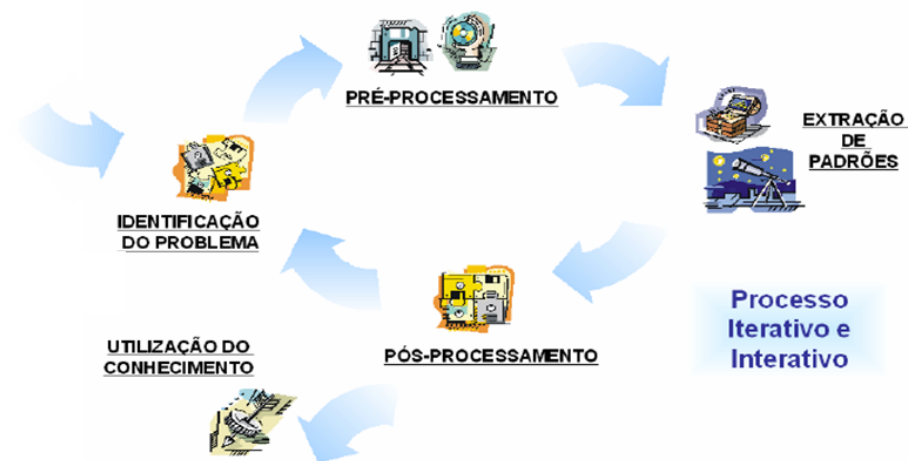 PRÉ-PROCESSAMENTO
EXTRAÇÃO
DE
PADRÕES
IDENTIFICAÇÃO
DO PROBLEMA
Processo
Iterativo e
Interativo
PÓS-PROCESSAMENTO
UTILIZAÇÃO DO
CONHECIMENTO